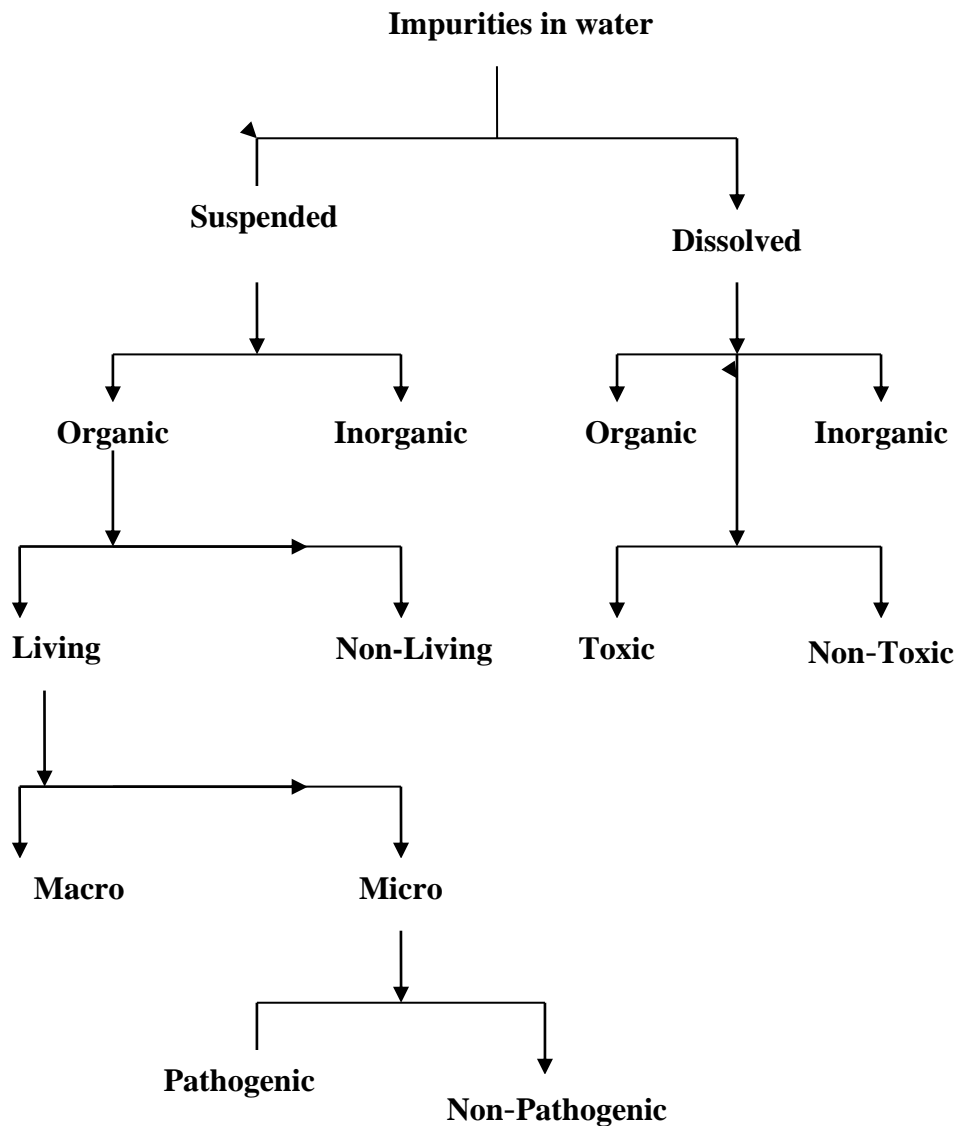 Impurities in water
Suspended
Dissolved
Organic
Inorganic
Organic
Inorganic
Living
Non-Living
Toxic
Non-Toxic
Macro
Micro
Pathogenic
Non-Pathogenic